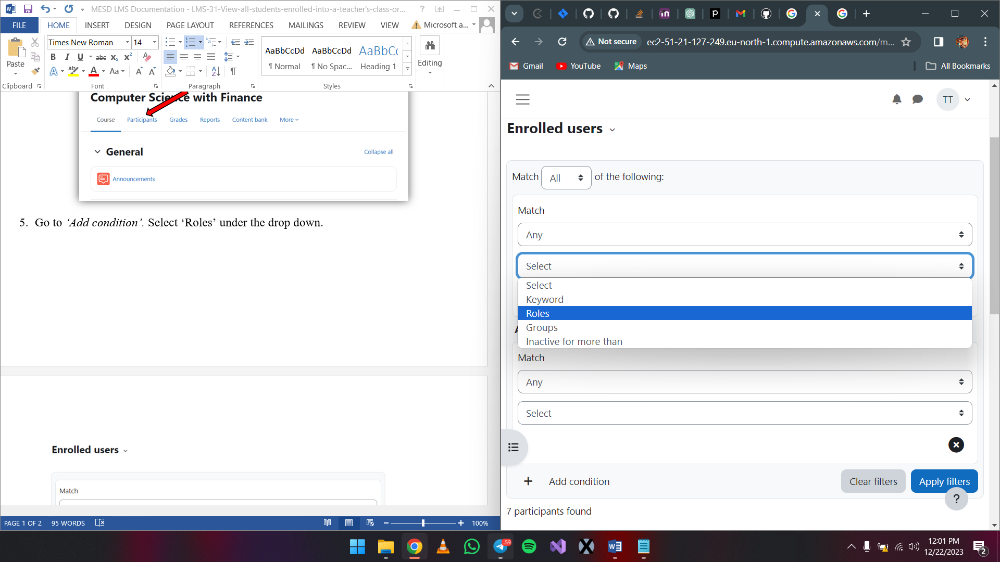 MESD LMS Documentation - LMS-31-View-all-students-enrolled-into-a-teacher's-class-or...
FILE HOME INSERT DESIGN PAGE LAYOUT REFERENCES MAILINGS REVIEW VIEW Microsoft a...
Times New Roman 14
Paste
B I U abc X₂ X²
A ab A Aa A A
Clipboard Font Paragraph Styles
AaBbCcDd AaBbCcDd AaBbCc
¶ Normal ¶ No Spac... Heading 1
Editing
Computer Science with Finance
Course Participants Grades Reports Content bank More
General Collapse all
Announcements
5. Go to ‘Add condition’. Select ‘Roles’ under the drop down.
Enrolled users
Match
PAGE 1 OF 2 95 WORDS 100%
Not secure ec2-51-21-127-249.eu-north-1.compute.amazonaws.com/m...
Gmail YouTube Maps All Bookmarks
TT
Enrolled users
Match All of the following:
Match
Any
Select
Select
Keyword
Roles
Groups
Inactive for more than
Match
Any
Select
+ Add condition Clear filters Apply filters
?
7 participants found
59
12:01 PM
12/22/2023
2